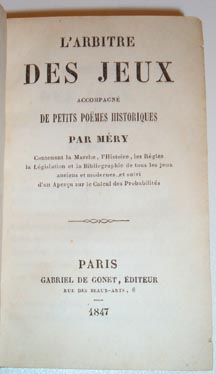 L'ARBITRE
DES JEUX
ACCOMPAGNÉ
DE PETITS POËMES HISTORIQUES
PAR MÉRY
Contenant la Marche, l'Histoire, les Règles
la Législation et la Bibliographie de tous les jeux
anciens et modernes, et suivi
d'un Aperçu sur le Calcul des Probabilités
PARIS
GABRIEL DE GONET, ÉDITEUR
RUE DES BEAUX-ARTS, 6
1847